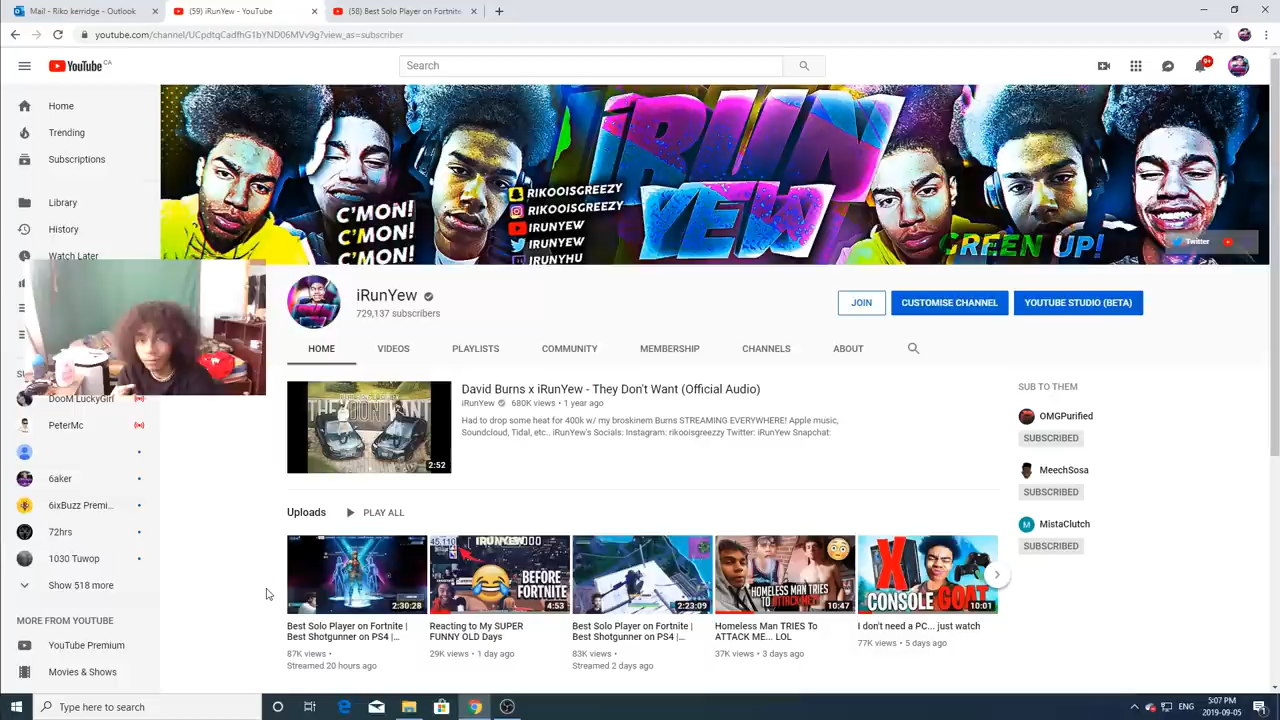 Mail - Riko kerridge - Outlook
(59) iRunYew - YouTube
(58) Best Solo Player on Fortnite
youtube.com/channel/UCpdtqCadfhG1bYND06MVv9g?view_as=subscriber
YouTube CA
Search
9+
Home
Trending
Subscriptions
Library
History
Watch Later
DooM LuckyGirl
PeterMc
6aker
6ixBuzz Premi...
72hrs
1030 Tuwop
Show 518 more
MORE FROM YOUTUBE
YouTube Premium
Movies & Shows
C'MON!
C'MON!
C'MON!
RIKOOISGREEZY
RIKOOISGREEZY
IRUNYEW
IRUNYEW
IRUNYHU
iRUN
YEW
GREEN UP!
Twitter
iRunYew
729,137 subscribers
JOIN
CUSTOMISE CHANNEL
YOUTUBE STUDIO (BETA)
HOME
VIDEOS
PLAYLISTS
COMMUNITY
MEMBERSHIP
CHANNELS
ABOUT
THEY DON'T WANT
2:52
David Burns x iRunYew - They Don't Want (Official Audio)
iRunYew 680K views • 1 year ago
Had to drop some heat for 400k w/ my broskinem Burns STREAMING EVERYWHERE! Apple music,
Soundcloud, Tidal, etc.. iRunYew's Socials: Instagram: rikooisgreezzy Twitter: iRunYew Snapchat:
SUB TO THEM
OMGPurified
SUBSCRIBED
MeechSosa
SUBSCRIBED
M
MistaClutch
SUBSCRIBED
Uploads
PLAY ALL
2:30:28
Best Solo Player on Fortnite |
Best Shotgunner on PS4 |...
87K views •
Streamed 20 hours ago
BEFORE
FORTNITE
4:53
Reacting to My SUPER
FUNNY OLD Days
29K views • 1 day ago
2:23:09
Best Solo Player on Fortnite |
Best Shotgunner on PS4 |...
83K views •
Streamed 2 days ago
HOMELESS MAN TRIES
TO ATTACK ME?!
10:47
Homeless Man TRIES To
ATTACK ME... LOL
37K views • 3 days ago
X
CONSOLE GOAT
10:01
I don't need a PC... just watch
77K views • 5 days ago
Type here to search
ENG
5:07 PM
2019-09-05